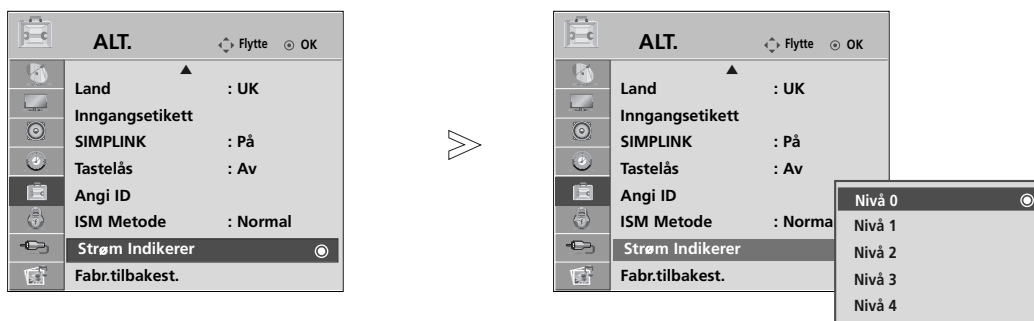 ALT. Flytte OK
Land : UK
Inngangsetikett
SIMPLINK : På
Tastelås : Av
Angi ID
ISM Metode : Normal
Strøm Indikerer
Fabr.tilbakest.
ALT. Flytte OK
Land : UK
Inngangsetikett
SIMPLINK : På
Tastelås : Av
Angi ID
ISM Metode : Norma
Strøm Indikerer
Fabr.tilbakest.
Nivå 0
Nivå 1
Nivå 2
Nivå 3
Nivå 4